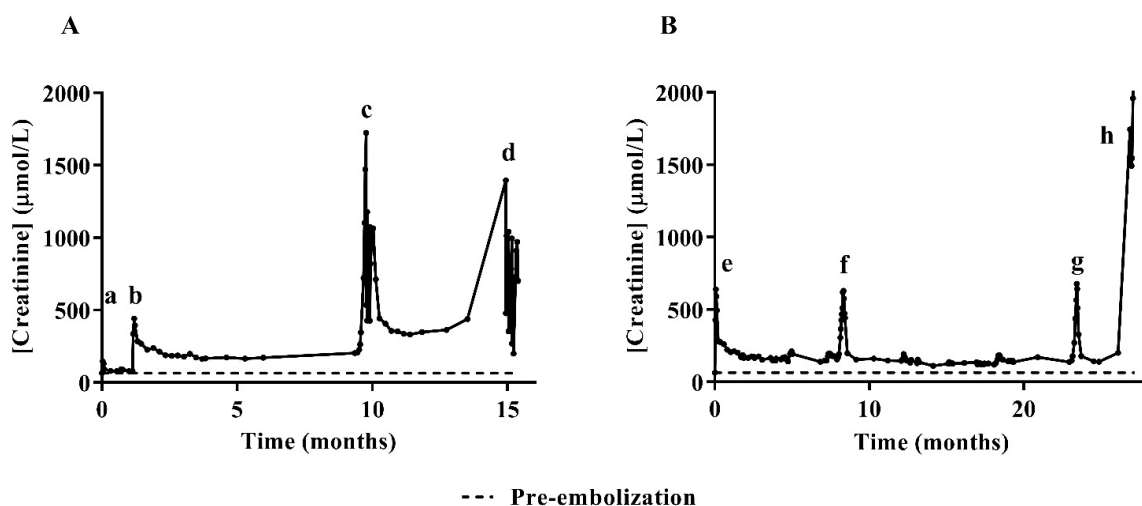 A
[Creatinine] (μmol/L)
2000
1500
1000
500
0
a
b
c
d
0
5
10
15
Time (months)
B
[Creatinine] (μmol/L)
2000
1500
1000
500
0
e
f
g
h
0
10
20
Time (months)
Pre-embolization